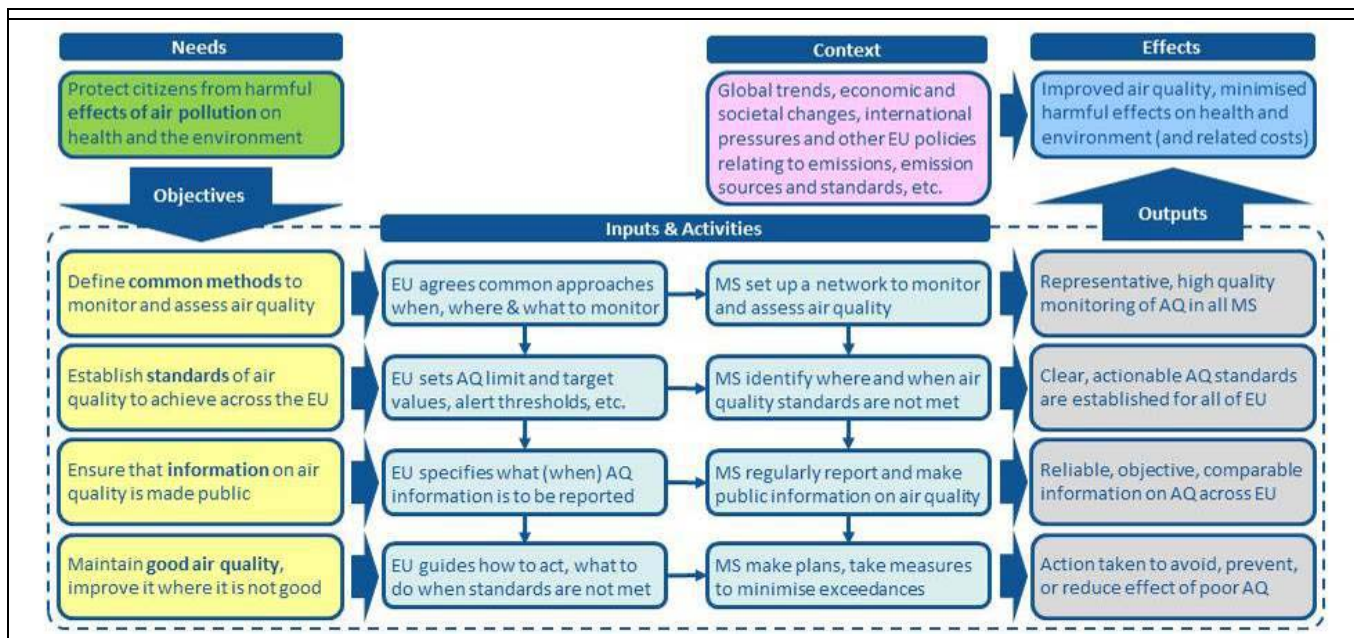 Needs
Context
Effects
Protect citizens from harmful
effects of air pollution on
health and the environment
Global trends, economic and
societal changes, international
pressures and other EU policies
relating to emissions, emission
sources and standards, etc.
Improved air quality, minimised
harmful effects on health and
environment (and related costs)
Objectives
Outputs
Inputs & Activities
Define common methods to
monitor and assess air quality
EU agrees common approaches
when, where & what to monitor
MS set up a network to monitor
and assess air quality
Representative, high quality
monitoring of AQ in all MS
Establish standards of air
quality to achieve across the EU
EU sets AQ limit and target
values, alert thresholds, etc.
MS identify where and when air
quality standards are not met
Clear, actionable AQ standards
are established for all of EU
Ensure that information on air
quality is made public
EU specifies what (when) AQ
information is to be reported
MS regularly report and make
public information on air quality
Reliable, objective, comparable
information on AQ across EU
Maintain good air quality,
improve it where it is not good
EU guides how to act, what to
do when standards are not met
MS make plans, take measures
to minimise exceedances
Action taken to avoid, prevent,
or reduce effect of poor AQ